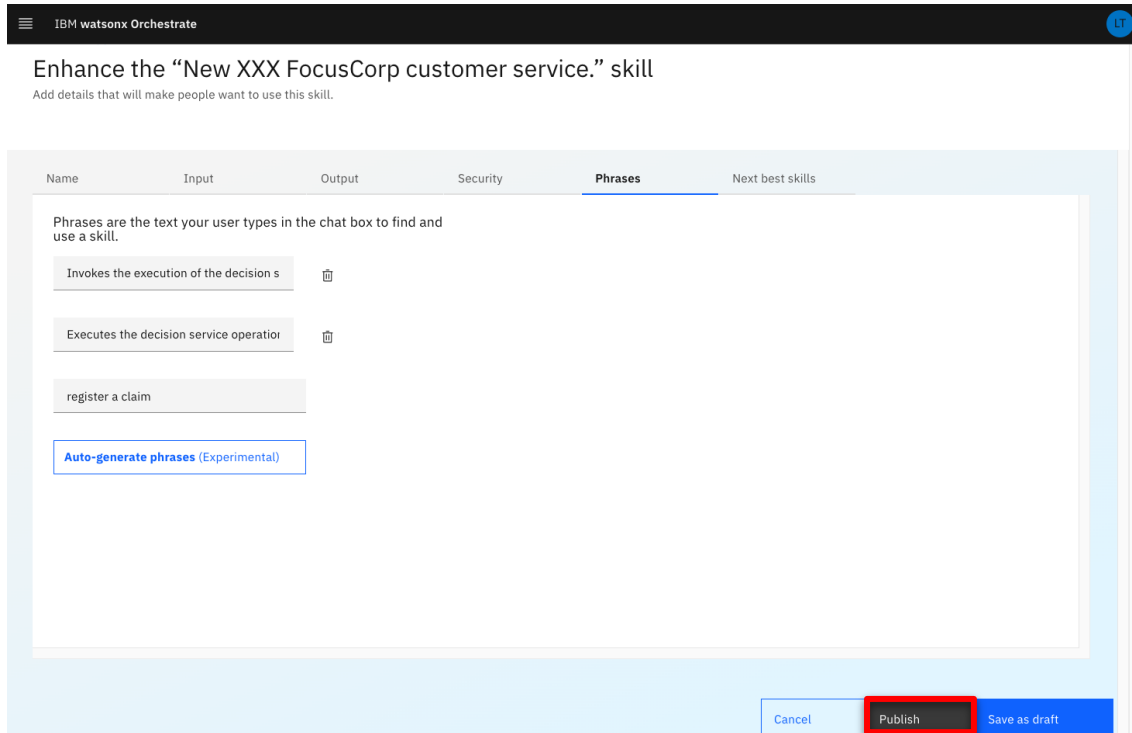 IBM watsonx Orchestrate
LT
Enhance the “New XXX FocusCorp customer service.” skill
Add details that will make people want to use this skill.
Name Input Output Security Phrases Next best skills
Phrases are the text your user types in the chat box to find and
use a skill.
Invokes the execution of the decision s
Executes the decision service operation
register a claim
Auto-generate phrases (Experimental)
Cancel Publish Save as draft